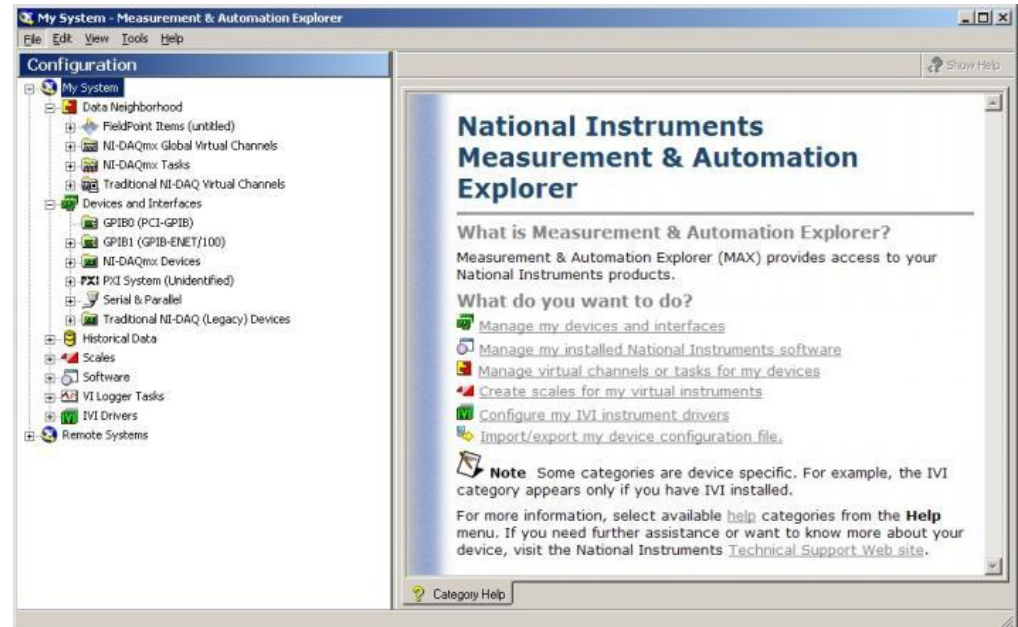 My System - Measurement & Automation Explorer
File Edit View Tools Help
Configuration
Show Help
My System
Data Neighborhood
FieldPoint Items (untitled)
NI-DAQmx Global Virtual Channels
NI-DAQmx Tasks
Traditional NI-DAQ Virtual Channels
Devices and Interfaces
GPIB0 (PCI-GPIB)
GPIB1 (GPIB-ENET/100)
NI-DAQmx Devices
PXI PXI System (Unidentified)
Serial & Parallel
Traditional NI-DAQ (Legacy) Devices
Historical Data
Scales
Software
VI Logger Tasks
IVI Drivers
Remote Systems
National Instruments
Measurement & Automation
Explorer
What is Measurement & Automation Explorer?
Measurement & Automation Explorer (MAX) provides access to your
National Instruments products.
What do you want to do?
Manage my devices and interfaces
Manage my installed National Instruments software
Manage virtual channels or tasks for my devices
Create scales for my virtual instruments
Configure my IVI instrument drivers
Import/export my device configuration file.
Note Some categories are device specific. For example, the IVI
category appears only if you have IVI installed.
For more information, select available help categories from the Help
menu. If you need further assistance or want to know more about your
device, visit the National Instruments Technical Support Web site.
Category Help